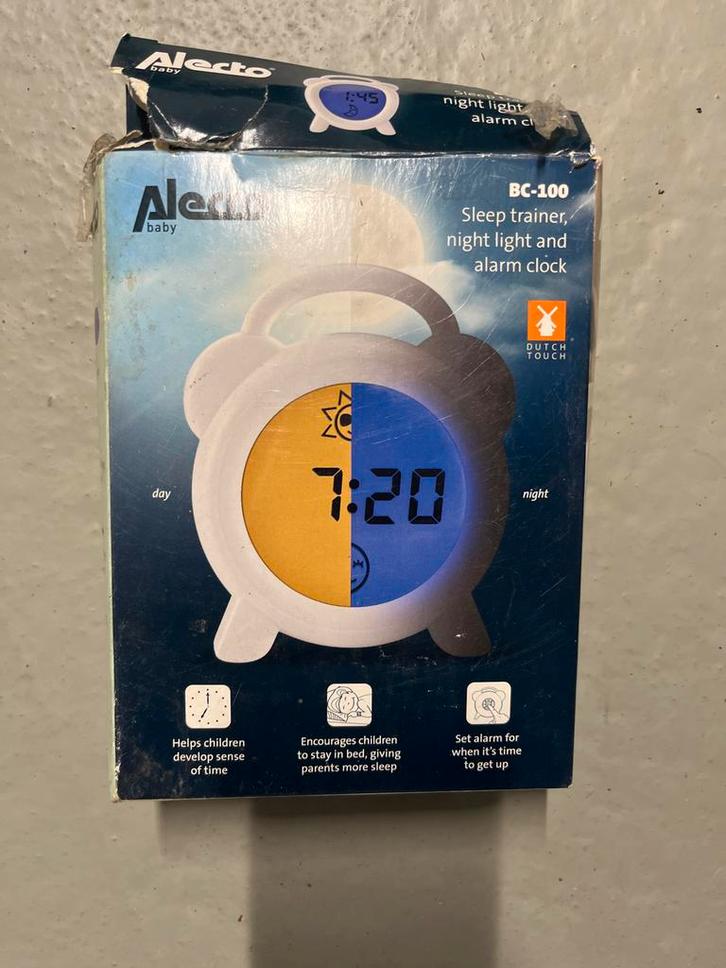 Alecto
baby
1:45
night light
alarm
Alecto
baby
BC-100
Sleep trainer,
night light and
alarm clock
DUTCH
TOUCH
day
7:20
night
Helps children
develop sense
of time
Encourages children
to stay in bed, giving
parents more sleep
Set alarm for
when it's time
to get up